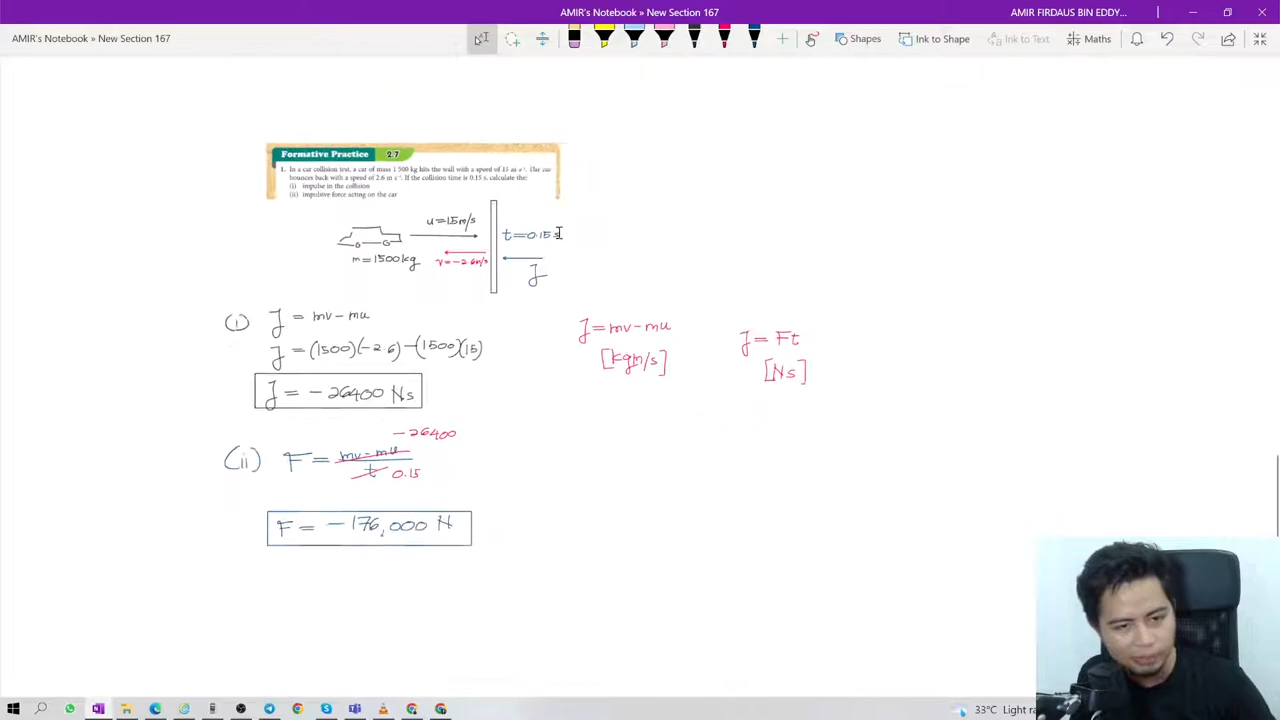 AMIR's Notebook » New Section 167
AMIR FIRDAUS BIN EDDY...
AMIR's Notebook » New Section 167
Shapes
Ink to Shape
Ink to Text
Maths
Formative Practice 2.7
1. In a car collision test, a car of mass 1 500 kg hits the wall with a speed of 15 m s⁻¹. The car
bounces back with a speed of 2.6 m s⁻¹. If the collision time is 0.15 s, calculate the:
(i) impulse in the collision
(ii) impulsive force acting on the car
u=15m/s
t=0.15s
m=1500kg
v=-2.6m/s
J
(i) J = mv-mu
J = (1500)(-2.6) -(1500)(15)
J = -26400 Ns
J=mv-mu
[kgm/s]
J= Ft
[Ns]
-26400
(ii) F = mv-mu
t 0.15
F = -176,000 N
33°C Light ra